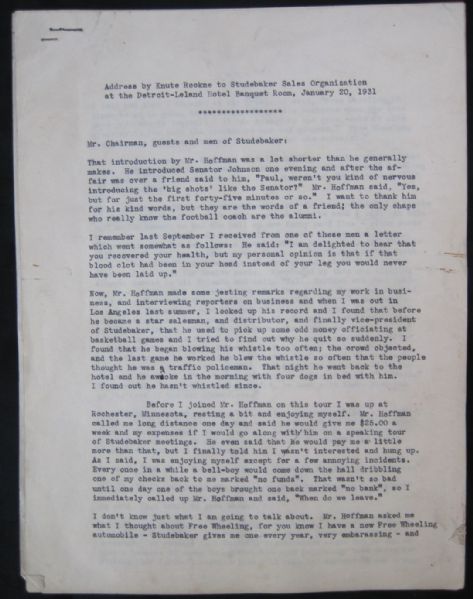 Address by Knute Rockne to Studebaker Sales Organization
at the Detroit-Leland Hotel Banquet Room, January 20, 1931
******************
Mr. Chairman, guests and men of Studebaker:
That introduction by Mr. Hoffman was a lot shorter than he generally
makes. He introduced Senator Johnson one evening and after the af-
fair was over a friend said to him, "Paul, weren't you kind of nervous
introducing the 'big shots' like the Senator?" Mr. Hoffman said, "Yes,
but for just the first forty-five minutes or so." I want to thank him
for his kind words, but they are the words of a friend; the only chaps
who really know the football coach are the alumni.
I remember last September I received from one of these men a letter
which went somewhat as follows: He said: "I am delighted to hear that
you recovered your health, but my personal opinion is that if that
blood clot had been in your head instead of your leg you would never
have been laid up."
Now, Mr. Hoffman made some jesting remarks regarding my work in busi-
ness, and interviewing reporters on business and when I was out in
Los Angeles last summer, I looked up his record and I found that before
he became a star salesman, and distributor, and finally vice-president
of Studebaker, that he used to pick up some odd money officiating at
basketball games and I tried to find out why he quit so suddenly. I
found that he began blowing his whistle too often; the crowd objected,
and the last game he worked he blew the whistle so often that the people
thought he was a traffic policeman. That night he went back to the
hotel and he awoke in the morning with four dogs in bed with him.
I found out he hasn't whistled since.
Before I joined Mr. Hoffman on this tour I was up at
Rochester, Minnesota, resting a bit and enjoying myself. Mr. Hoffman
called me long distance one day and said he would give me $25.00 a
week and my expenses if I would go along with him on a speaking tour
of Studebaker meetings. He even said that he would pay me a little
more than that, but I finally told him I wasn't interested and hung up.
As I said, I was enjoying myself except for a few annoying incidents.
Every once in a while a bell-boy would come down the hall dribbling
one of my checks back to me marked "no funds". That wasn't so bad
until one day one of the boys brought one back marked "no bank", so I
immediately called up Mr. Hoffman and said, "When do we leave."
I don't know just what I am going to talk about. Mr. Hoffman asked me
what I thought about Free Wheeling, for you know I have a new Free Wheeling
automobile - Studebaker gives me one every year, very embarassing - and